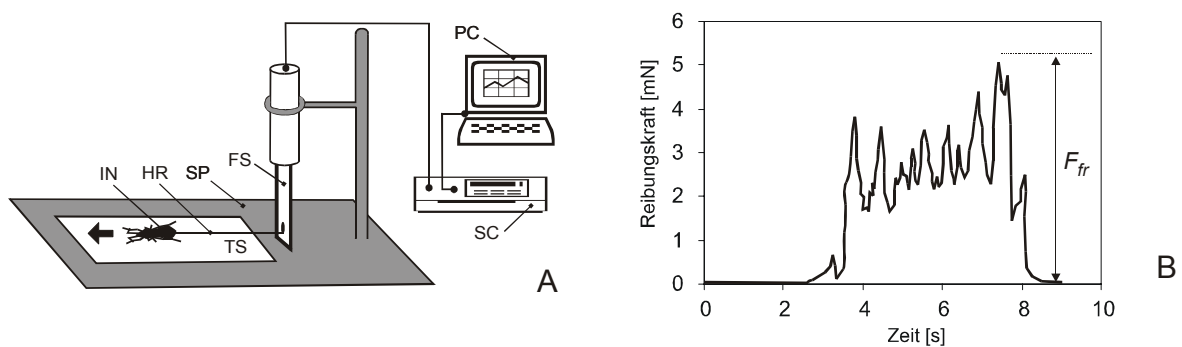 PC
FS
IN HR SP
TS
SC
A
Reibungskraft [mN]
6
5
4
3
2
1
0
F_fr
0 2 4 6 8 10
Zeit [s]
B